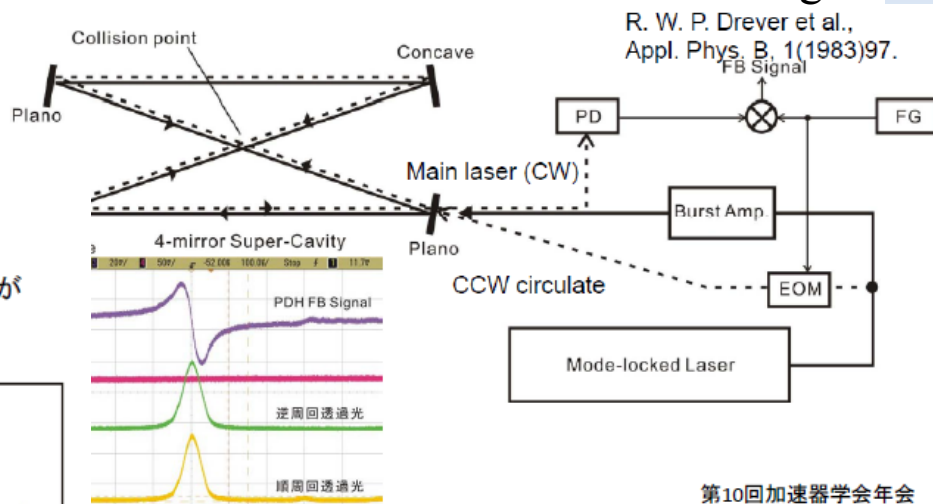 R. W. P. Drever et al.,
Appl. Phys. B, 1(1983)97.
Collision point
Concave
FB Signal
Plano
PD
FG
Main laser (CW)
Burst Amp.
4-mirror Super-Cavity
Plano
CCW circulate
EOM
が
PDH FB Signal
Mode-locked Laser
逆周回透過光
順周回透過光
第10回加速器学会年会